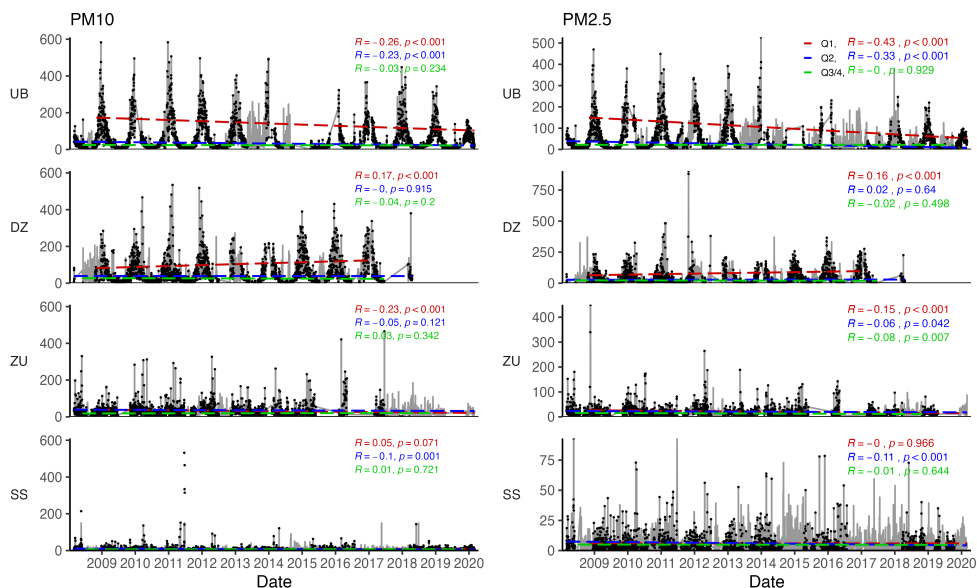 PM10
PM2.5
600
400
200
0
UB
R = −0.26, p < 0.001
R = −0.23, p < 0.001
R = −0.03, p = 0.234
500
400
300
200
100
0
UB
Q1, R = −0.43 , p < 0.001
Q2, R = −0.33 , p < 0.001
Q3/4, R = −0 , p = 0.929
600
400
200
0
DZ
R = 0.17, p < 0.001
R = −0, p = 0.915
R = −0.04, p = 0.2
750
500
250
0
DZ
R = 0.16 , p < 0.001
R = 0.02 , p = 0.64
R = −0.02 , p = 0.498
600
400
200
0
ZU
R = −0.23, p < 0.001
R = −0.05, p = 0.121
R = 0.03, p = 0.342
400
300
200
100
0
ZU
R = −0.15 , p < 0.001
R = −0.06 , p = 0.042
R = −0.08 , p = 0.007
600
400
200
0
SS
R = 0.05, p = 0.071
R = −0.1, p = 0.001
R = 0.01, p = 0.721
75
50
25
0
SS
R = −0 , p = 0.966
R = −0.11 , p < 0.001
R = −0.01 , p = 0.644
2009 2010 2011 2012 2013 2014 2015 2016 2017 2018 2019 2020
Date
2009 2010 2011 2012 2013 2014 2015 2016 2017 2018 2019 2020
Date